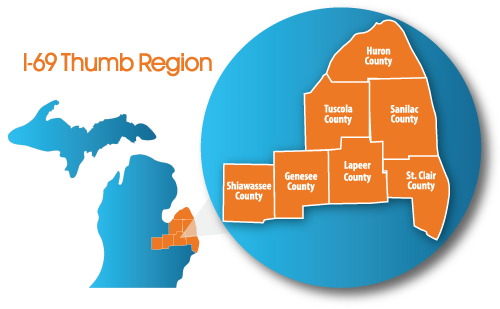 I-69 Thumb Region
Huron
County
Tuscola
County
Sanilac
County
Shiawassee
County
Genesee
County
Lapeer
County
St. Clair
County